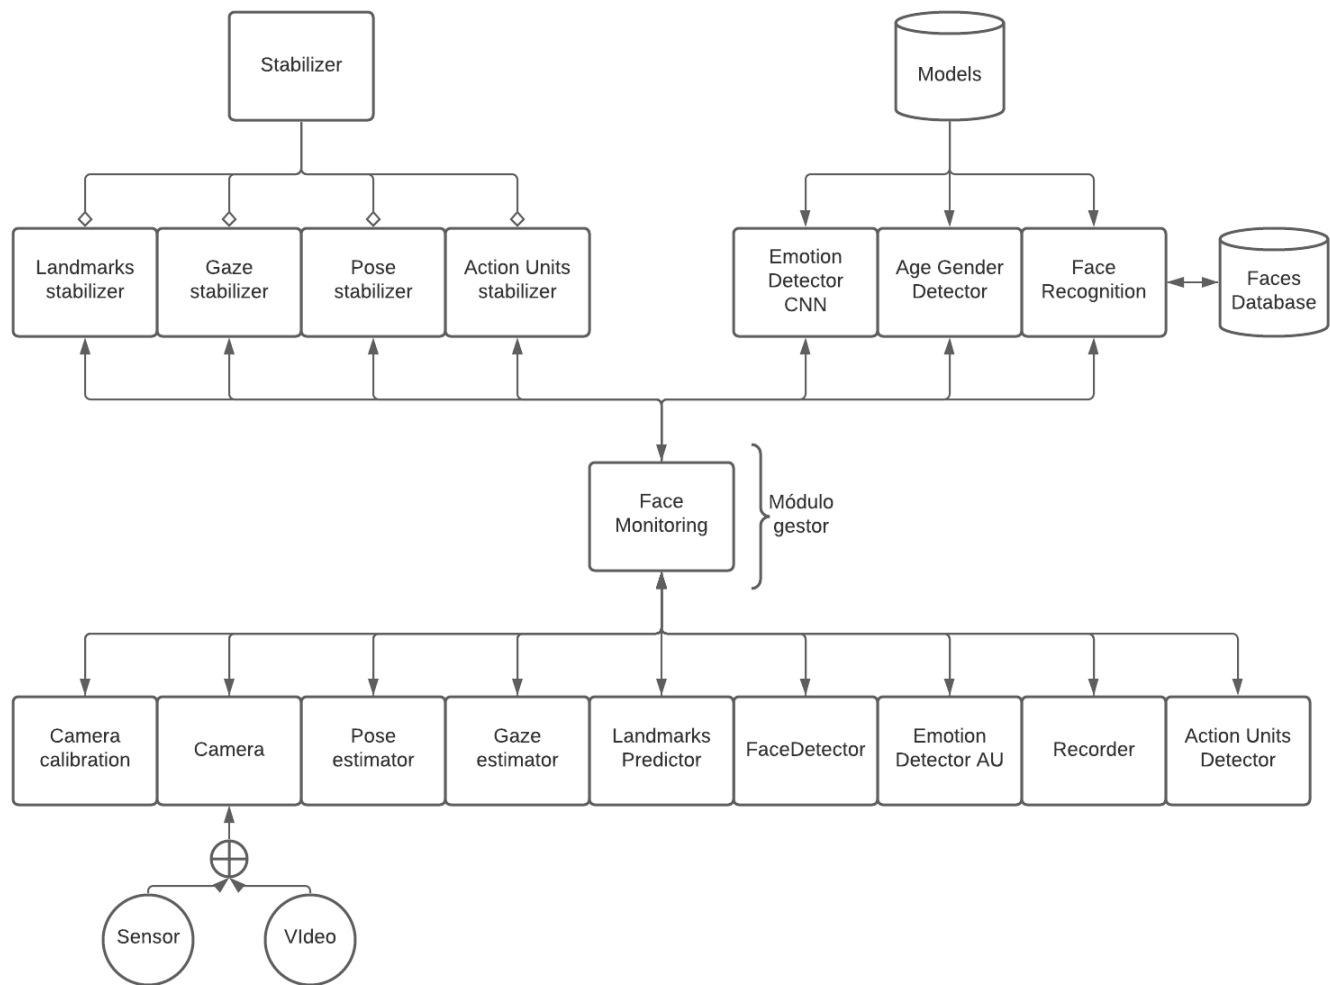 Stabilizer
Models
Landmarks
stabilizer
Gaze
stabilizer
Pose
stabilizer
Action Units
stabilizer
Emotion
Detector
CNN
Age Gender
Detector
Face
Recognition
Faces
Database
Face
Monitoring
Módulo
gestor
Camera
calibration
Camera
Pose
estimator
Gaze
estimator
Landmarks
Predictor
FaceDetector
Emotion
Detector AU
Recorder
Action Units
Detector
Sensor
VIdeo